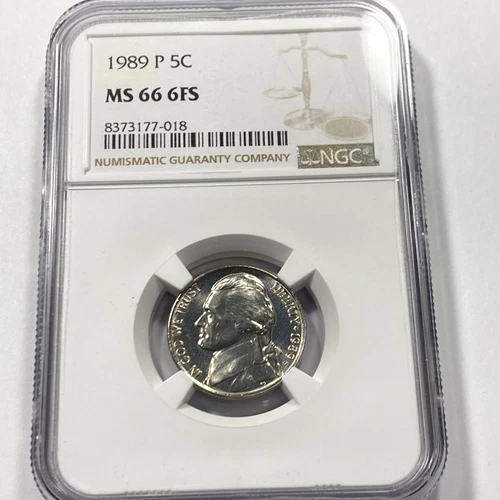 1989 P 5C
MS 66 6FS
8373177-018
NUMISMATIC GUARANTY COMPANY
NGC
IN GOD WE TRUST
LIBERTY 1989
P